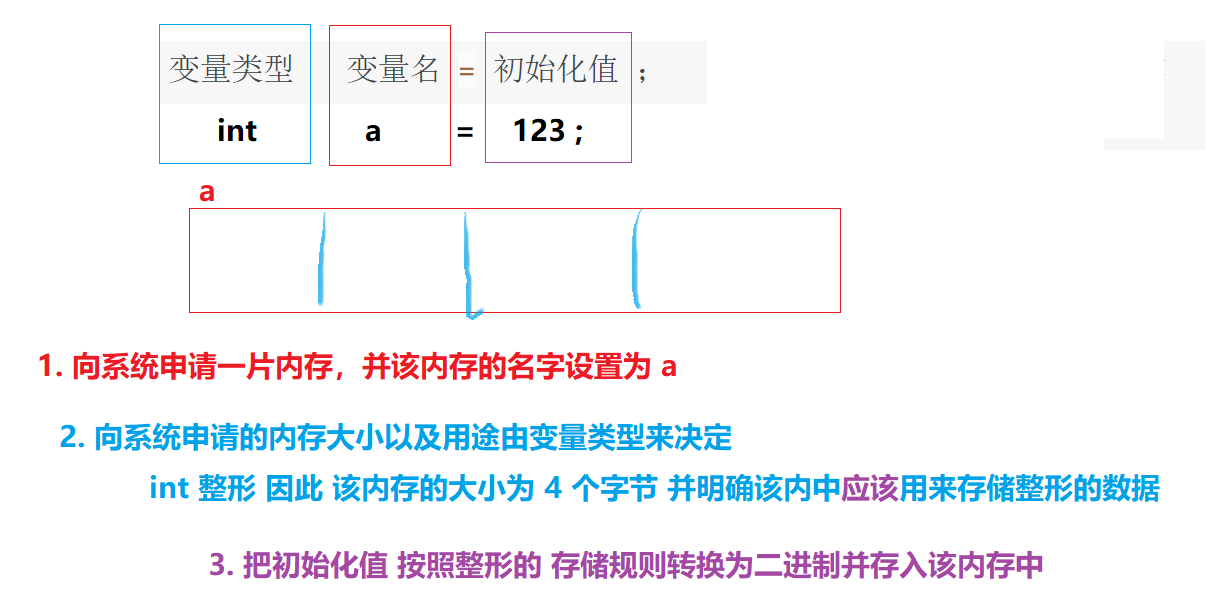 变量类型 变量名 = 初始化值 ;
int a = 123 ;
a
1. 向系统申请一片内存，并该内存的名字设置为 a
2. 向系统申请的内存大小以及用途由变量类型来决定
int 整形 因此 该内存的大小为 4 个字节 并明确该内中应该用来存储整形的数据
3. 把初始化值 按照整形的 存储规则转换为二进制并存入该内存中